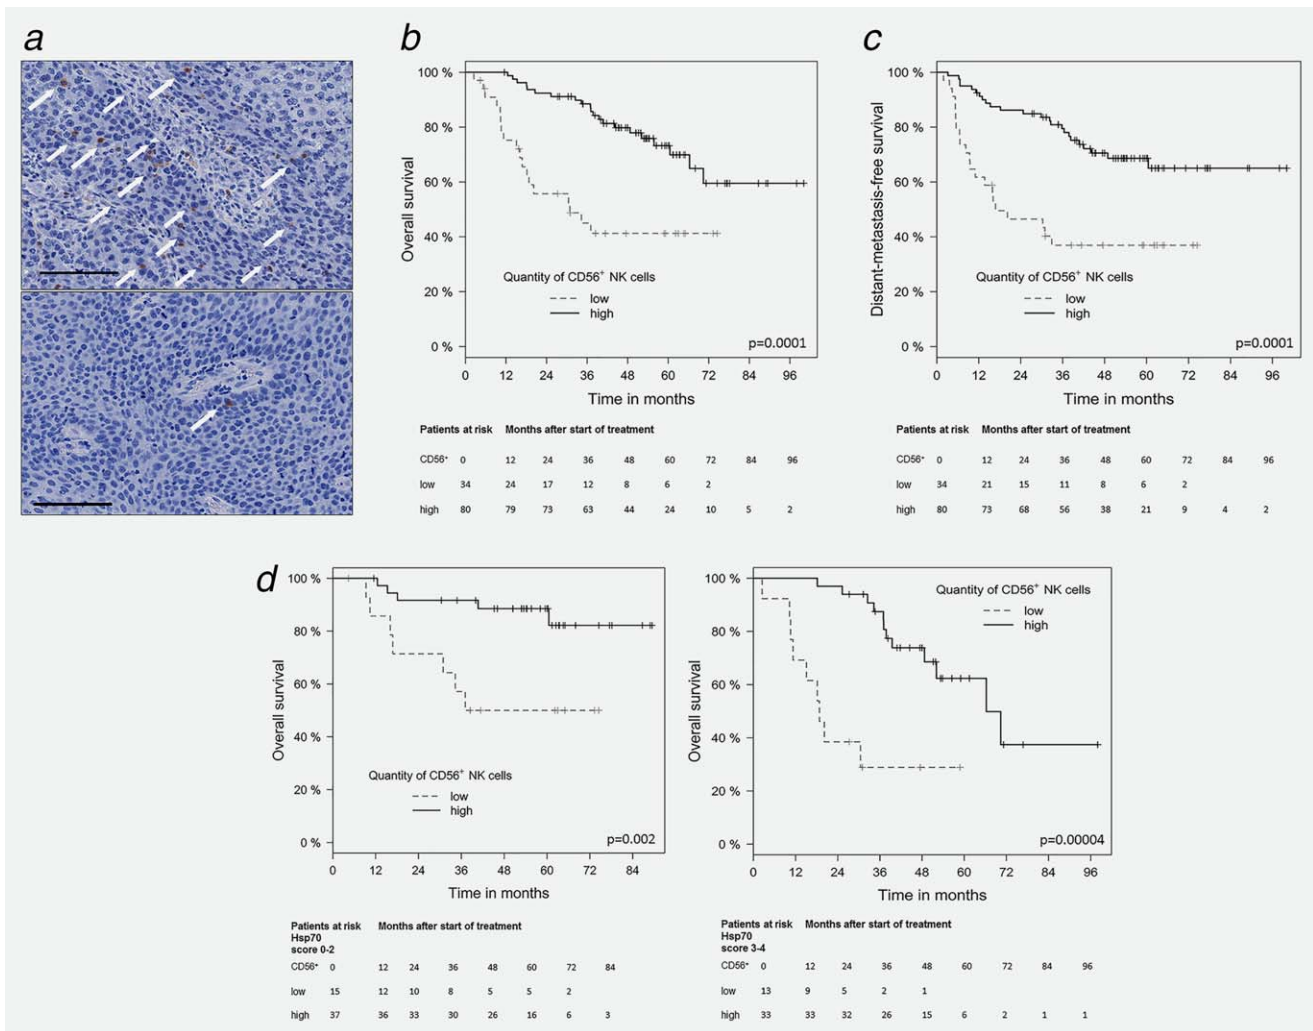 a
b
100 %
80 %
60 %
40 %
20 %
0 %
Overall survival
Quantity of CD56+ NK cells
low
high
p=0.0001
0 12 24 36 48 60 72 84 96
Time in months
Patients at risk Months after start of treatment
CD56+ 0 12 24 36 48 60 72 84 96
low 34 24 17 12 8 6 2
high 80 79 73 63 44 24 10 5 2
c
100 %
80 %
60 %
40 %
20 %
0 %
Distant-metastasis-free survival
Quantity of CD56+ NK cells
low
high
p=0.0001
0 12 24 36 48 60 72 84 96
Time in months
Patients at risk Months after start of treatment
CD56+ 0 12 24 36 48 60 72 84 96
low 34 21 15 11 8 6 2
high 80 73 68 56 38 21 9 4 2
d
100 %
80 %
60 %
40 %
20 %
0 %
Overall survival
Quantity of CD56+ NK cells
low
high
p=0.002
0 12 24 36 48 60 72 84
Time in months
Patients at risk Months after start of treatment
Hsp70
score 0-2
CD56+ 0 12 24 36 48 60 72 84
low 15 12 10 8 5 5 2
high 37 36 33 30 26 16 6 3
100 %
80 %
60 %
40 %
20 %
0 %
Overall survival
Quantity of CD56+ NK cells
low
high
p=0.00004
0 12 24 36 48 60 72 84 96
Time in months
Patients at risk Months after start of treatment
Hsp70
score 3-4
CD56+ 0 12 24 36 48 60 72 84 96
low 13 9 5 2 1
high 33 33 32 26 15 6 2 1 1